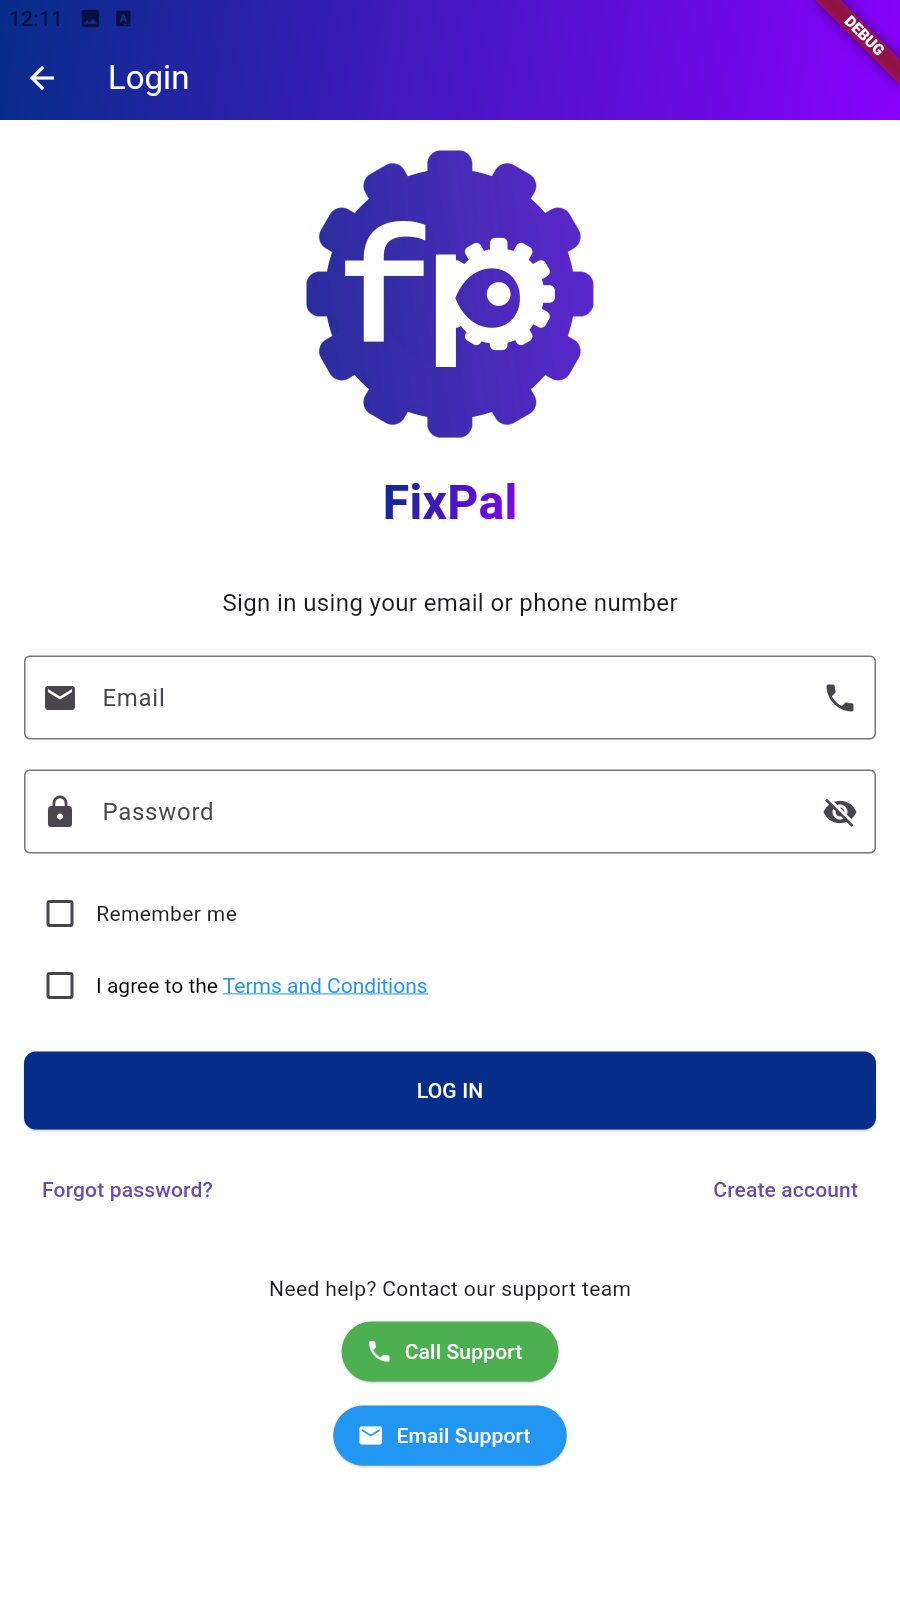 12:11
DEBUG
Login
fp
FixPal
Sign in using your email or phone number
Email
Password
Remember me
I agree to the Terms and Conditions
LOG IN
Forgot password? Create account
Need help? Contact our support team
Call Support
Email Support